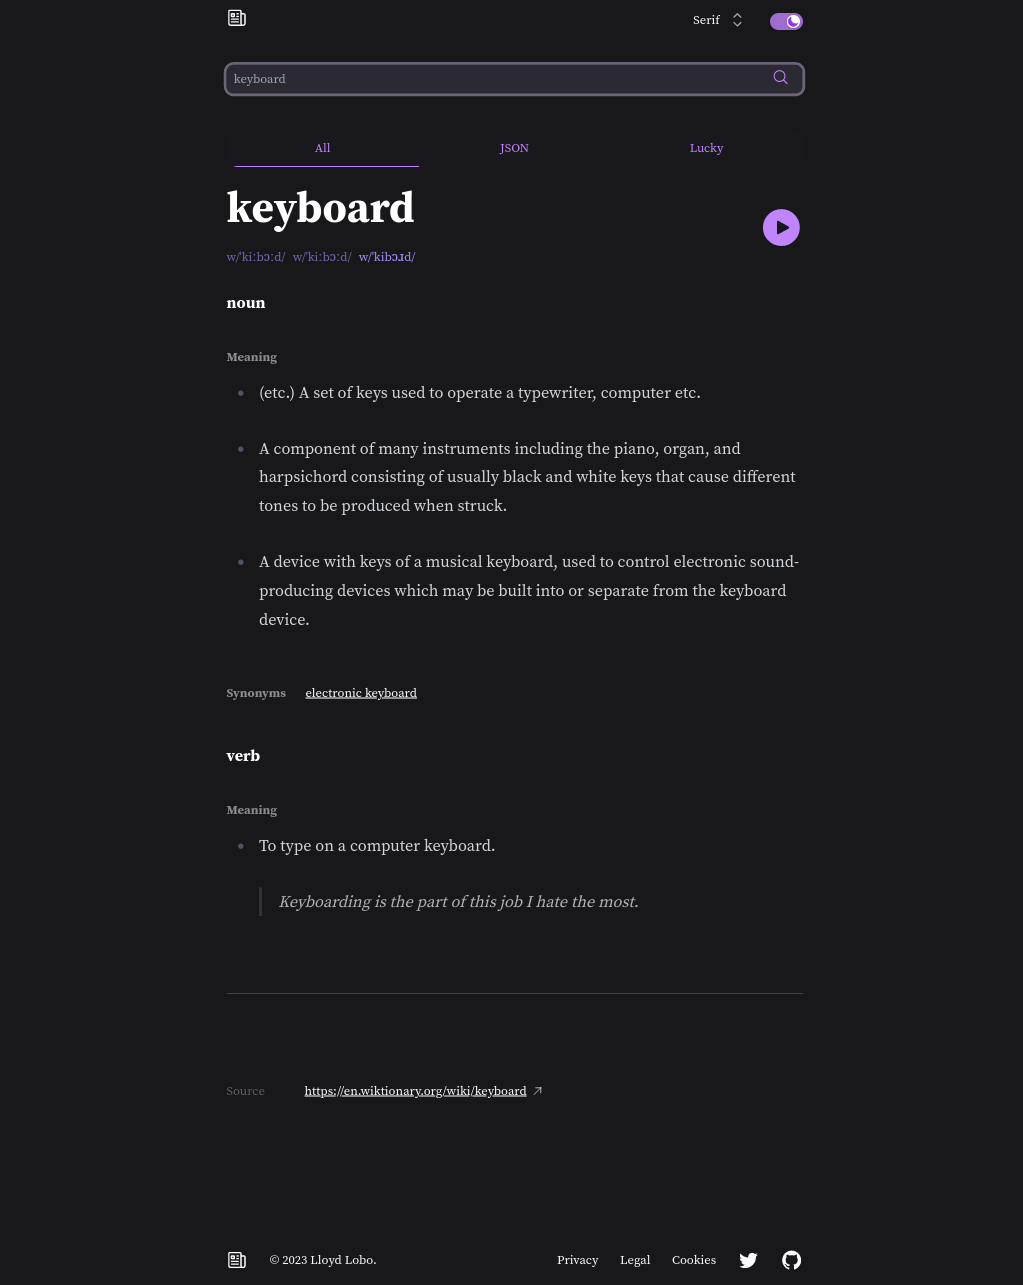 Serif
keyboard
All JSON Lucky
keyboard
w/ˈkiːbɔːd/ w/ˈkiːbɔːd/ w/ˈkibɔɹd/
noun
Meaning
(etc.) A set of keys used to operate a typewriter, computer etc.
A component of many instruments including the piano, organ, and
harpsichord consisting of usually black and white keys that cause different
tones to be produced when struck.
A device with keys of a musical keyboard, used to control electronic sound-
producing devices which may be built into or separate from the keyboard
device.
Synonyms electronic keyboard
verb
Meaning
To type on a computer keyboard.
Keyboarding is the part of this job I hate the most.
Source https://en.wiktionary.org/wiki/keyboard
© 2023 Lloyd Lobo. Privacy Legal Cookies